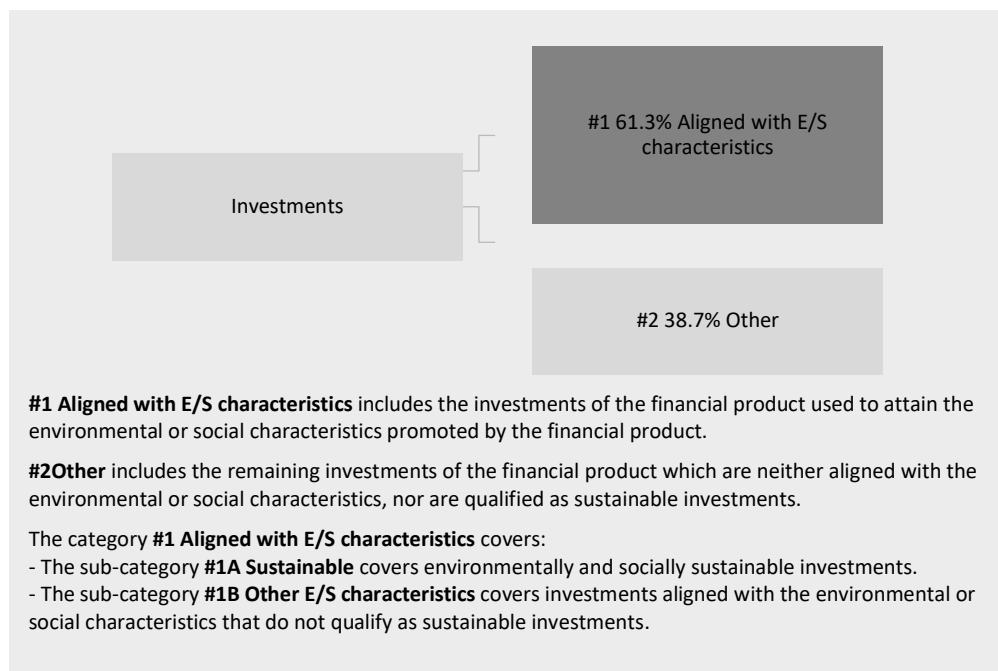 #1 61.3% Aligned with E/S
characteristics
Investments
#2 38.7% Other
#1 Aligned with E/S characteristics includes the investments of the financial product used to attain the
environmental or social characteristics promoted by the financial product.
#2Other includes the remaining investments of the financial product which are neither aligned with the
environmental or social characteristics, nor are qualified as sustainable investments.
The category #1 Aligned with E/S characteristics covers:
- The sub-category #1A Sustainable covers environmentally and socially sustainable investments.
- The sub-category #1B Other E/S characteristics covers investments aligned with the environmental or
social characteristics that do not qualify as sustainable investments.